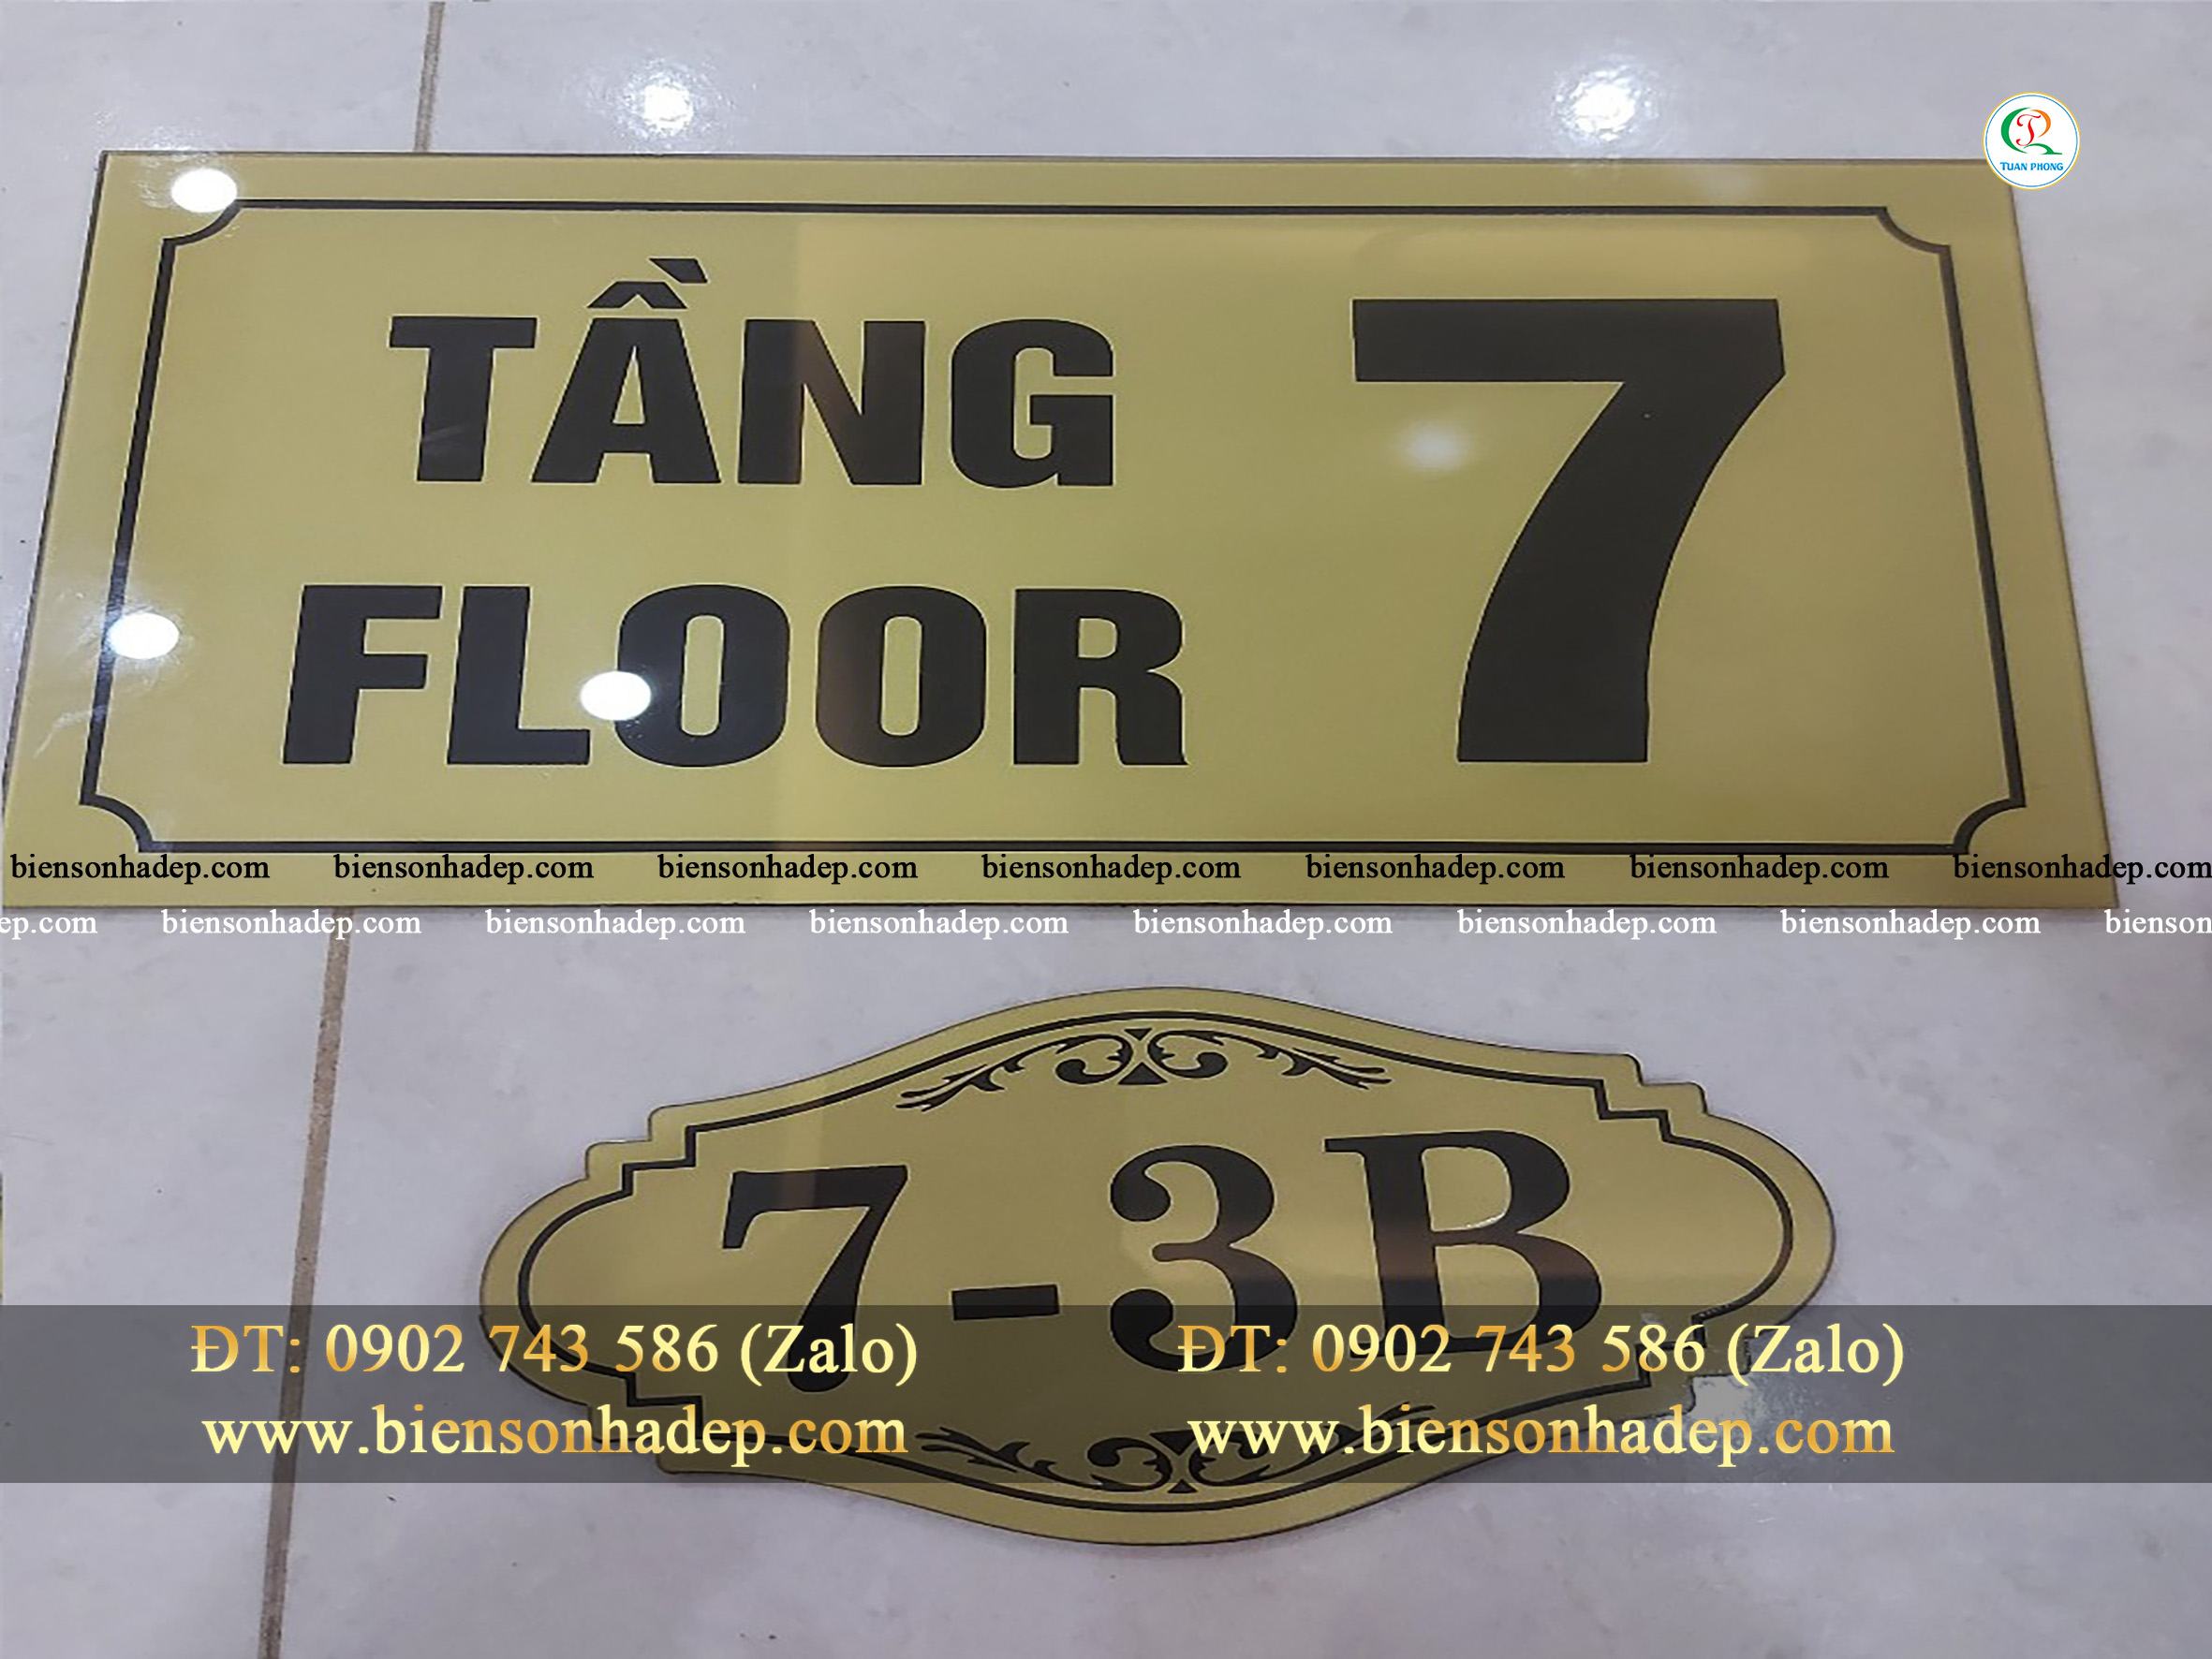 TUAN PHONG
TẦNG
FLOOR
7
biensonhadep.com biensonhadep.com biensonhadep.com biensonhadep.com biensonhadep.com biensonhadep.com biensonhadep.com
ep.com biensonhadep.com biensonhadep.com biensonhadep.com biensonhadep.com biensonhadep.com biensonhadep.com bienson
7-3B
ĐT: 0902 743 586 (Zalo) ĐT: 0902 743 586 (Zalo)
www.biensonhadep.com www.biensonhadep.com